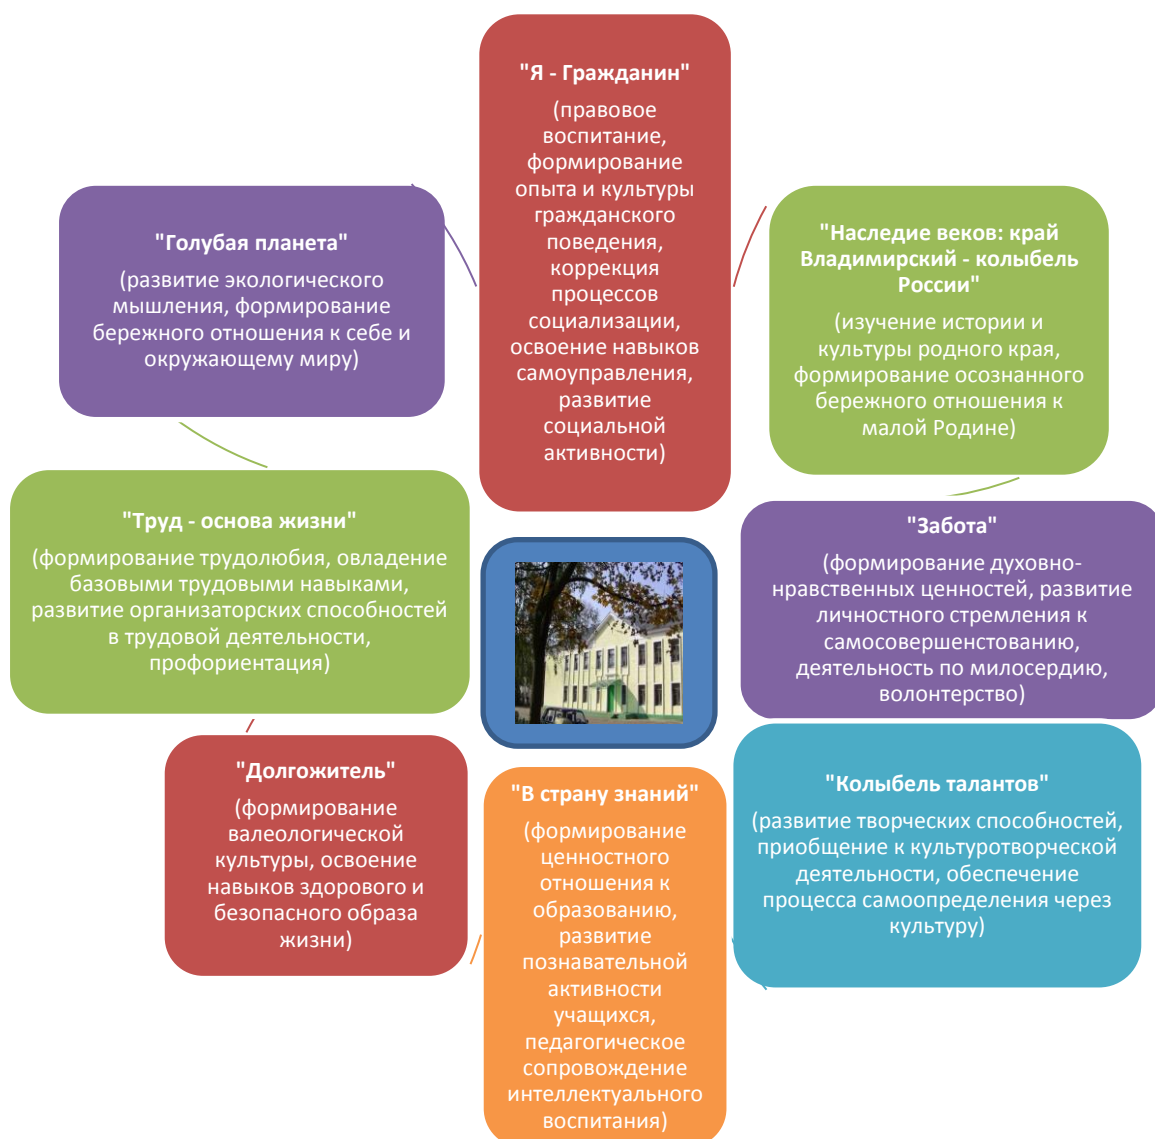 "Я - Гражданин"
(правовое
воспитание,
формирование
опыта и культуры
гражданского
поведения,
коррекция
процессов
социализации,
освоение навыков
самоуправления,
развитие
социальной
активности)
"Наследие веков: край
Владимирский - колыбель
России"
(изучение истории и
культуры родного края,
формирование осознанного
бережного отношения к
малой Родине)
"Забота"
(формирование духовно-
нравственных ценностей, развитие
личностного стремления к
самосовершенстованию,
деятельность по милосердию,
волонтерство)
"Колыбель талантов"
(развитие творческих способностей,
приобщение к культуротворческой
деятельности, обеспечение
процесса самоопределения через
культуру)
"В страну знаний"
(формирование
ценностного
отношения к
образованию,
развитие
познавательной
активности
учащихся,
педагогическое
сопровождение
интеллектуального
воспитания)
"Долгожитель"
(формирование
валеологической
культуры, освоение
навыков здорового и
безопасного образа
жизни)
"Труд - основа жизни"
(формирование трудолюбия, овладение
базовыми трудовыми навыками,
развитие организаторских способностей
в трудовой деятельности,
профориентация)
"Голубая планета"
(развитие экологического
мышления, формирование
бережного отношения к себе и
окружающему миру)